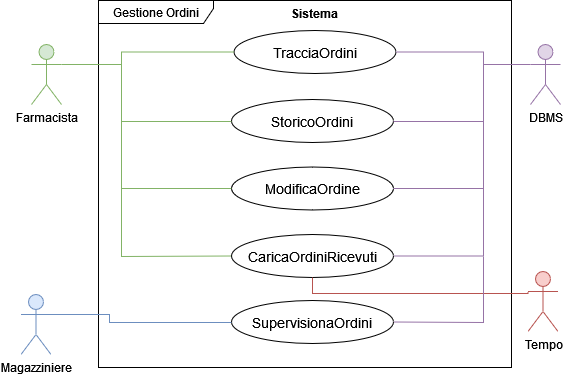 Gestione Ordini
Sistema
TracciaOrdini
Farmacista
StoricoOrdini
DBMS
ModificaOrdine
CaricaOrdiniRicevuti
SupervisionaOrdini
Tempo
Magazziniere